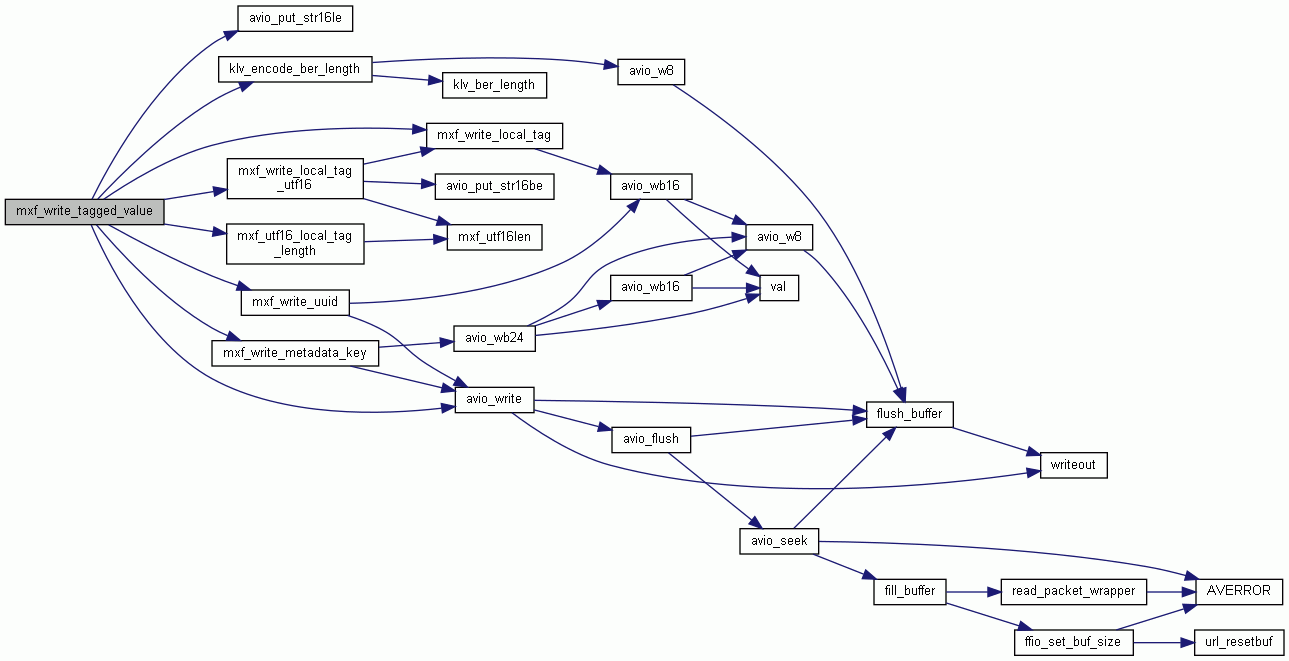 avio_put_str16le
klv_encode_ber_length
avio_w8
klv_ber_length
mxf_write_local_tag
mxf_write_local_tag
_utf16
avio_put_str16be
avio_wb16
mxf_write_tagged_value
mxf_utf16_local_tag
_length
mxf_utf16len
avio_w8
mxf_write_uuid
avio_wb16
val
mxf_write_metadata_key
avio_wb24
avio_write
flush_buffer
avio_flush
writeout
avio_seek
fill_buffer
read_packet_wrapper
AVERROR
ffio_set_buf_size
url_resetbuf